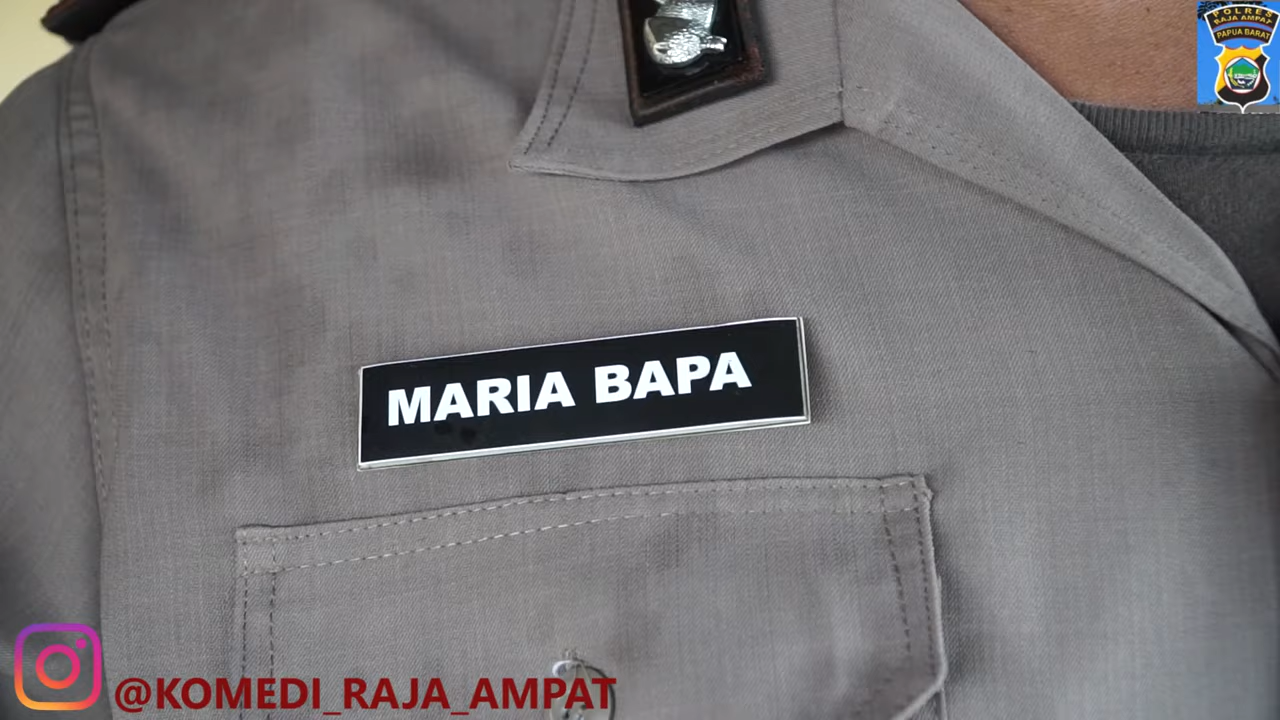 POLRES
RAJA AMPAT
PAPUA BARAT
MARIA BAPA
@KOMEDI_RAJA_AMPAT